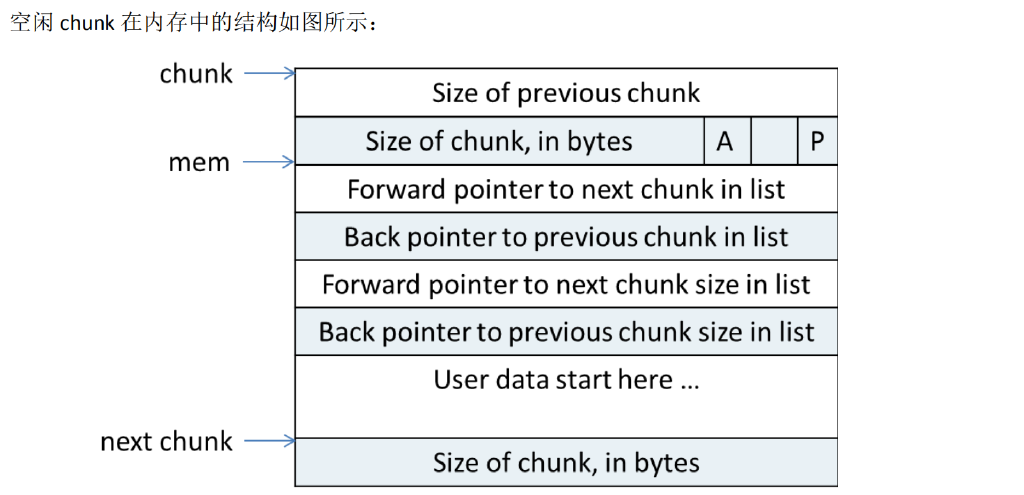 空闲 chunk 在内存中的结构如图所示：
chunk
Size of previous chunk
Size of chunk, in bytes A P
mem
Forward pointer to next chunk in list
Back pointer to previous chunk in list
Forward pointer to next chunk size in list
Back pointer to previous chunk size in list
User data start here ...
next chunk
Size of chunk, in bytes